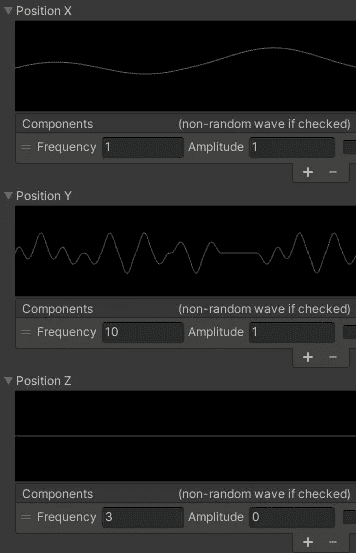 Position X
Components (non-random wave if checked)
Frequency 1 Amplitude 1
Position Y
Components (non-random wave if checked)
Frequency 10 Amplitude 1
Position Z
Components (non-random wave if checked)
Frequency 3 Amplitude 0